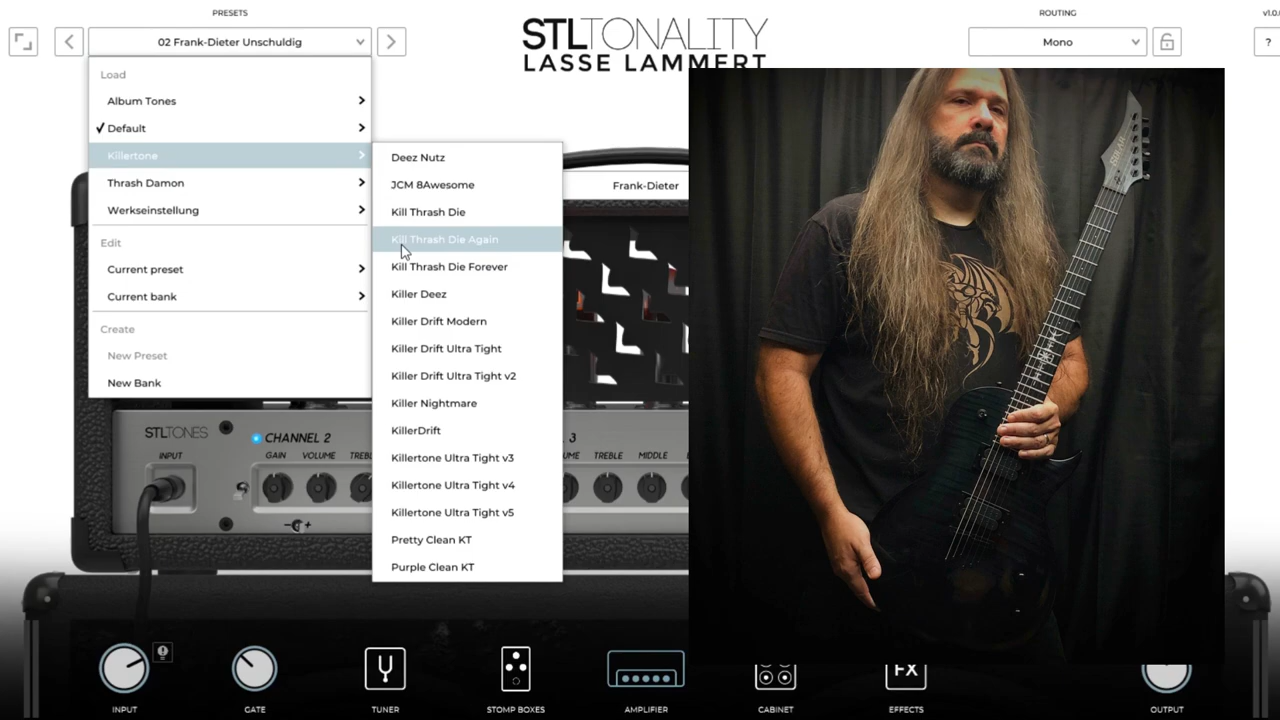 PRESETS
02 Frank-Dieter Unschuldig
STLTONALITY
LASSE LAMMERT
ROUTING
Mono
?
Load
Album Tones
Default
Killertone
Thrash Damon
Werkseinstellung
Edit
Current preset
Current bank
Create
New Preset
New Bank
Deez Nutz
JCM 8Awesome
Kill Thrash Die
Kill Thrash Die Again
Kill Thrash Die Forever
Killer Deez
Killer Drift Modern
Killer Drift Ultra Tight
Killer Drift Ultra Tight v2
Killer Nightmare
KillerDrift
Killertone Ultra Tight v3
Killertone Ultra Tight v4
Killertone Ultra Tight v5
Pretty Clean KT
Purple Clean KT
Frank-Dieter
STLTONES
INPUT
CHANNEL 2
GAIN VOLUME TREB
3
UME TREBLE MIDDLE
INPUT
GATE
TUNER
STOMP BOXES
AMPLIFIER
CABINET
FX
EFFECTS
OUTPUT